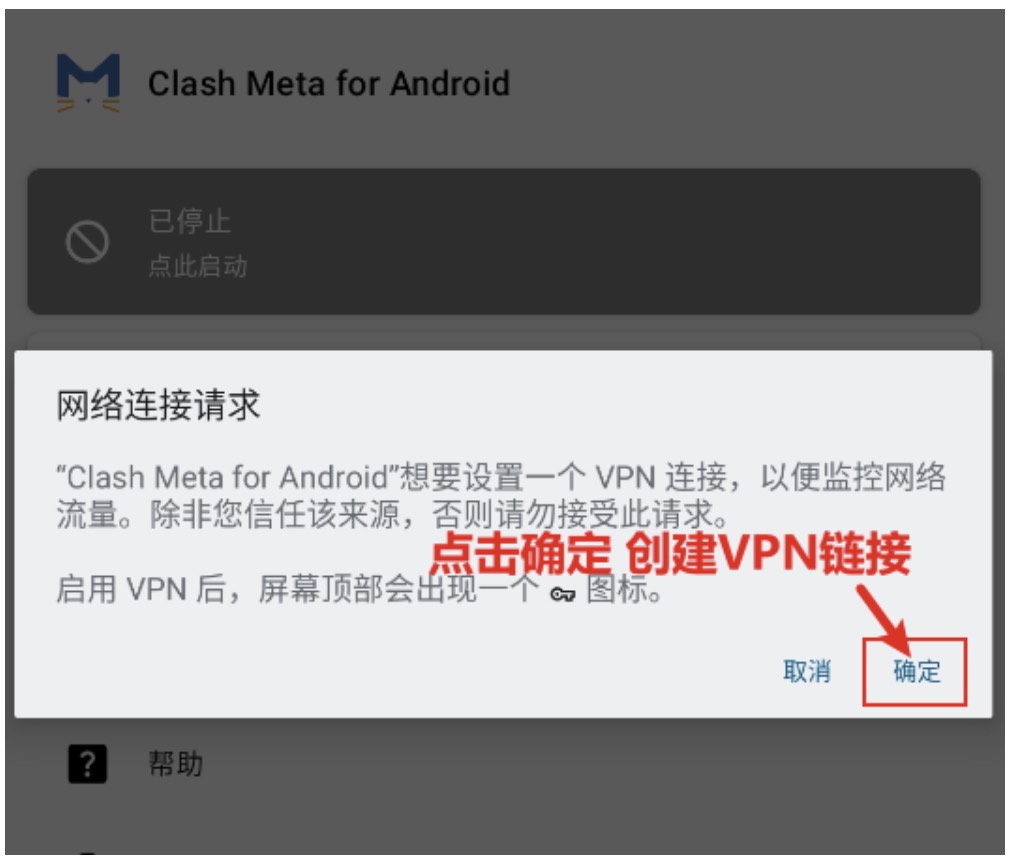 Clash Meta for Android
已停止
点此启动
网络连接请求
“Clash Meta for Android”想要设置一个 VPN 连接，以便监控网络
流量。除非您信任该来源，否则请勿接受此请求。
点击确定 创建VPN链接
启用 VPN 后，屏幕顶部会出现一个 图标。
取消 确定
? 帮助